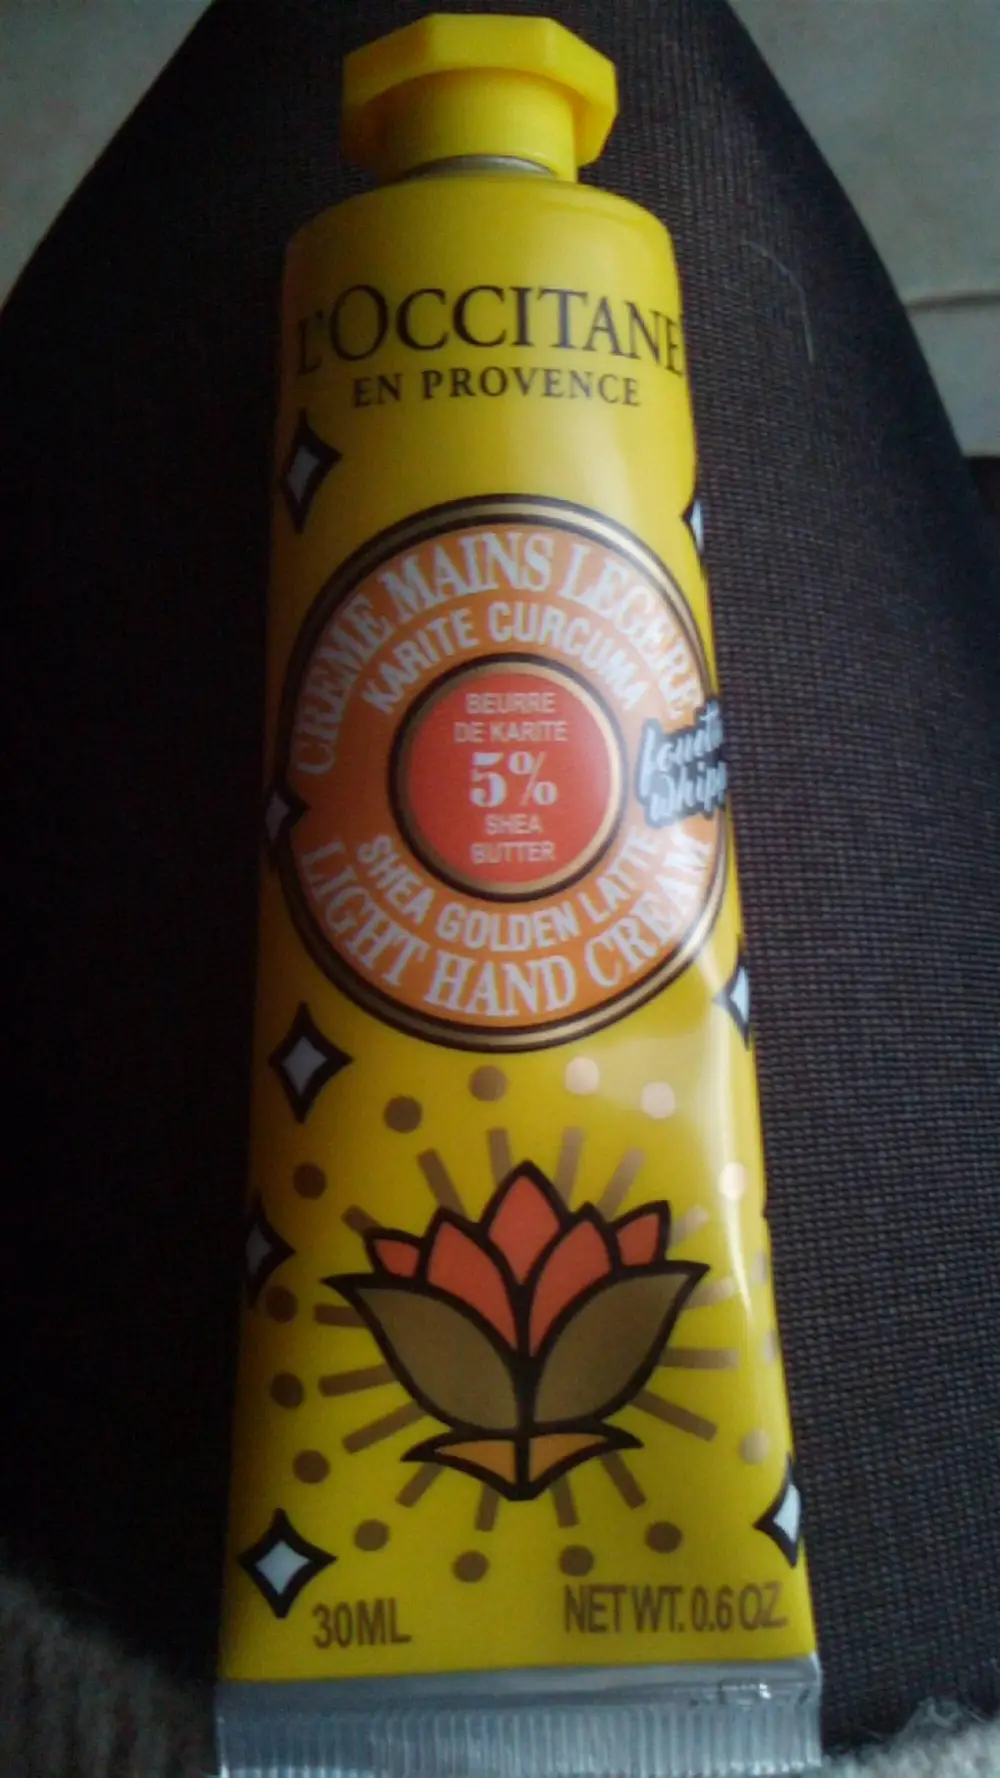 L'OCCITANE
EN PROVENCE
CREME MAINS LEGERE
KARITE CURCUMA
BEURRE
DE KARITE
5%
SHEA
BUTTER
SHEA GOLDEN LATTE
LIGHT HAND CREAM
30ML
NET WT. 0.6 OZ.